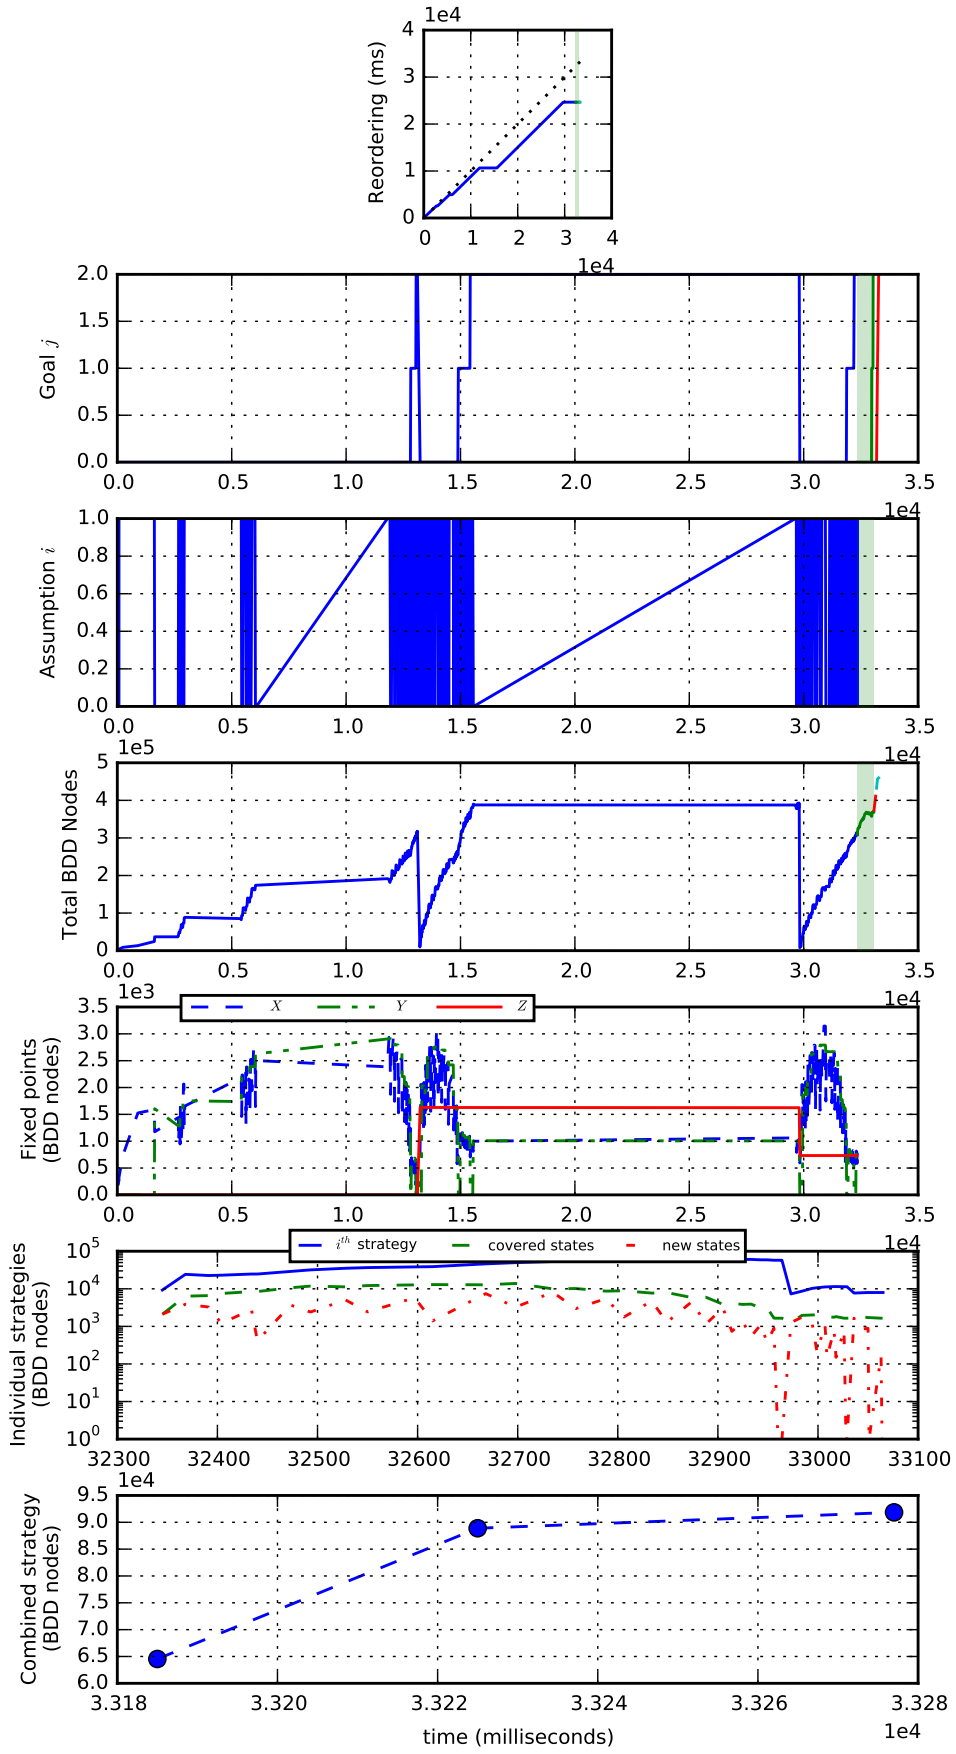 1e4
4
3
2
1
0
Reordering (ms)
0 1 2 3 4
1e4
2.0
1.5
1.0
0.5
0.0
Goal j
0.0 0.5 1.0 1.5 2.0 2.5 3.0 3.5
1e4
1.0
0.8
0.6
0.4
0.2
0.0
Assumption i
0.0 0.5 1.0 1.5 2.0 2.5 3.0 3.5
1e4
1e5
5
4
3
2
1
0
Total BDD Nodes
0.0 0.5 1.0 1.5 2.0 2.5 3.0 3.5
1e4
1e3
X Y Z
3.5
3.0
2.5
2.0
1.5
1.0
0.5
0.0
Fixed points
(BDD nodes)
0.0 0.5 1.0 1.5 2.0 2.5 3.0 3.5
1e4
i^th strategy covered states new states
10^5
10^4
10^3
10^2
10^1
10^0
Individual strategies
(BDD nodes)
32300 32400 32500 32600 32700 32800 32900 33000 33100
1e4
9.5
9.0
8.5
8.0
7.5
7.0
6.5
6.0
Combined strategy
(BDD nodes)
3.318 3.320 3.322 3.324 3.326 3.328
1e4
time (milliseconds)